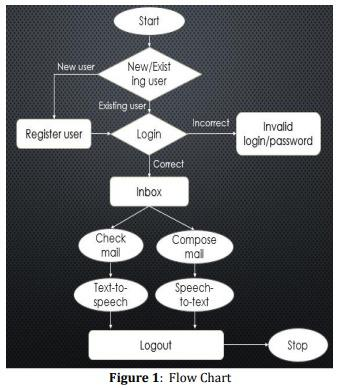 Start
New user
New/Exist
ing user
Existing user
Register user
Login
Incorrect
Invalid
login/password
Correct
Inbox
Check
mail
Compose
mail
Text-to-
speech
Speech-
to-text
Logout
Stop
Figure 1: Flow Chart